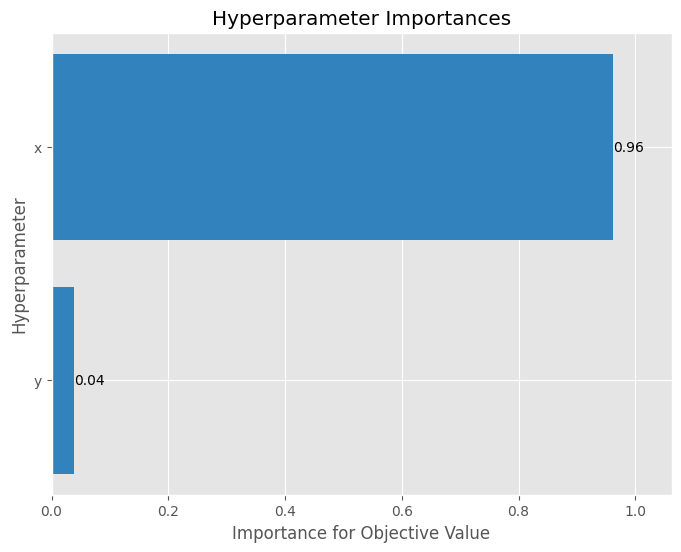 Hyperparameter Importances
x
0.96
Hyperparameter
y
0.04
0.0 0.2 0.4 0.6 0.8 1.0
Importance for Objective Value